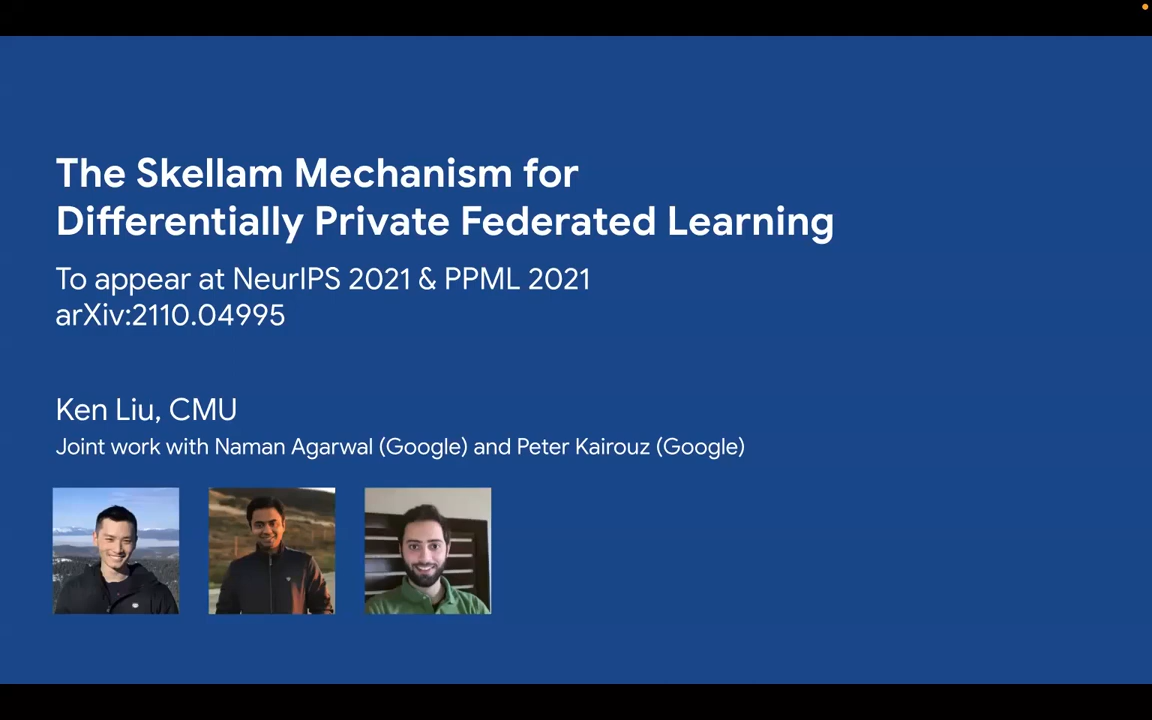 The Skellam Mechanism for
Differentially Private Federated Learning
To appear at NeurIPS 2021 & PPML 2021
arXiv:2110.04995
Ken Liu, CMU
Joint work with Naman Agarwal (Google) and Peter Kairouz (Google)